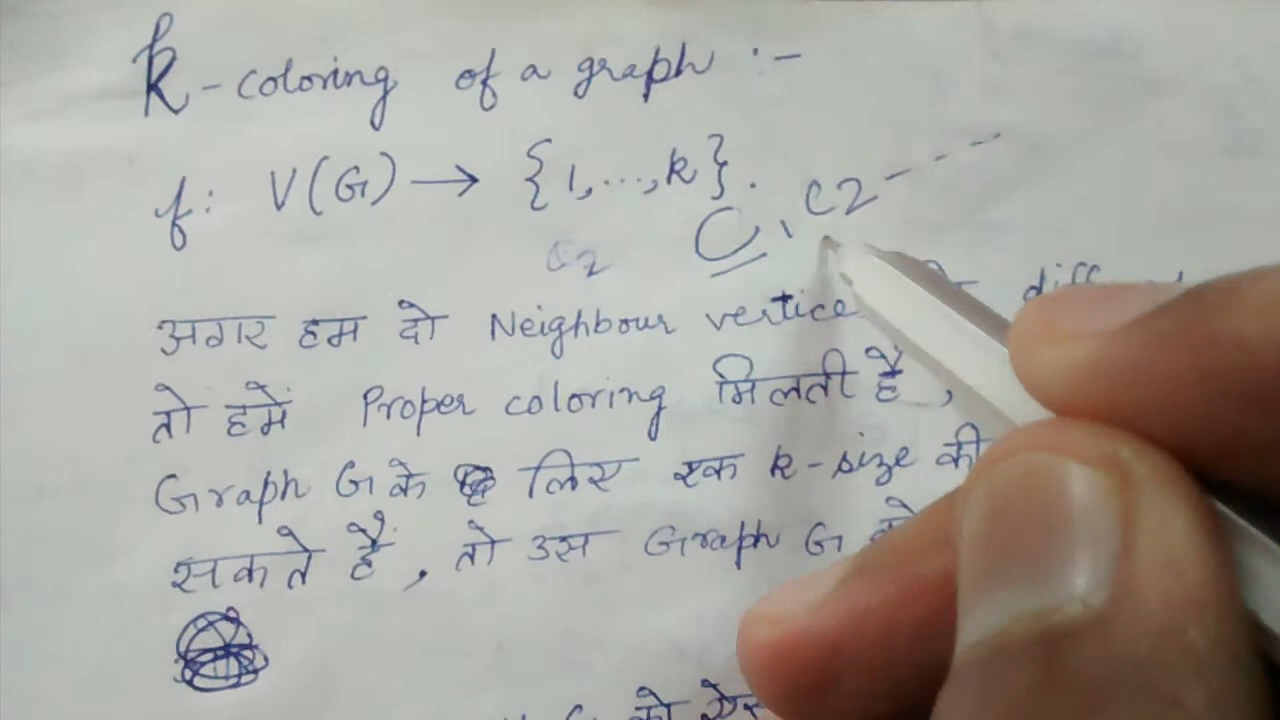 k-coloring of a graph :-
f: V(G) → {1,...,k}.
C1 C2 ----
C2
अगर हम दो Neighbour vertice
तो हमें Proper coloring मिलती है,
Graph G के लिए एक k-size की
सकते हैं, तो उस Graph G को
G को